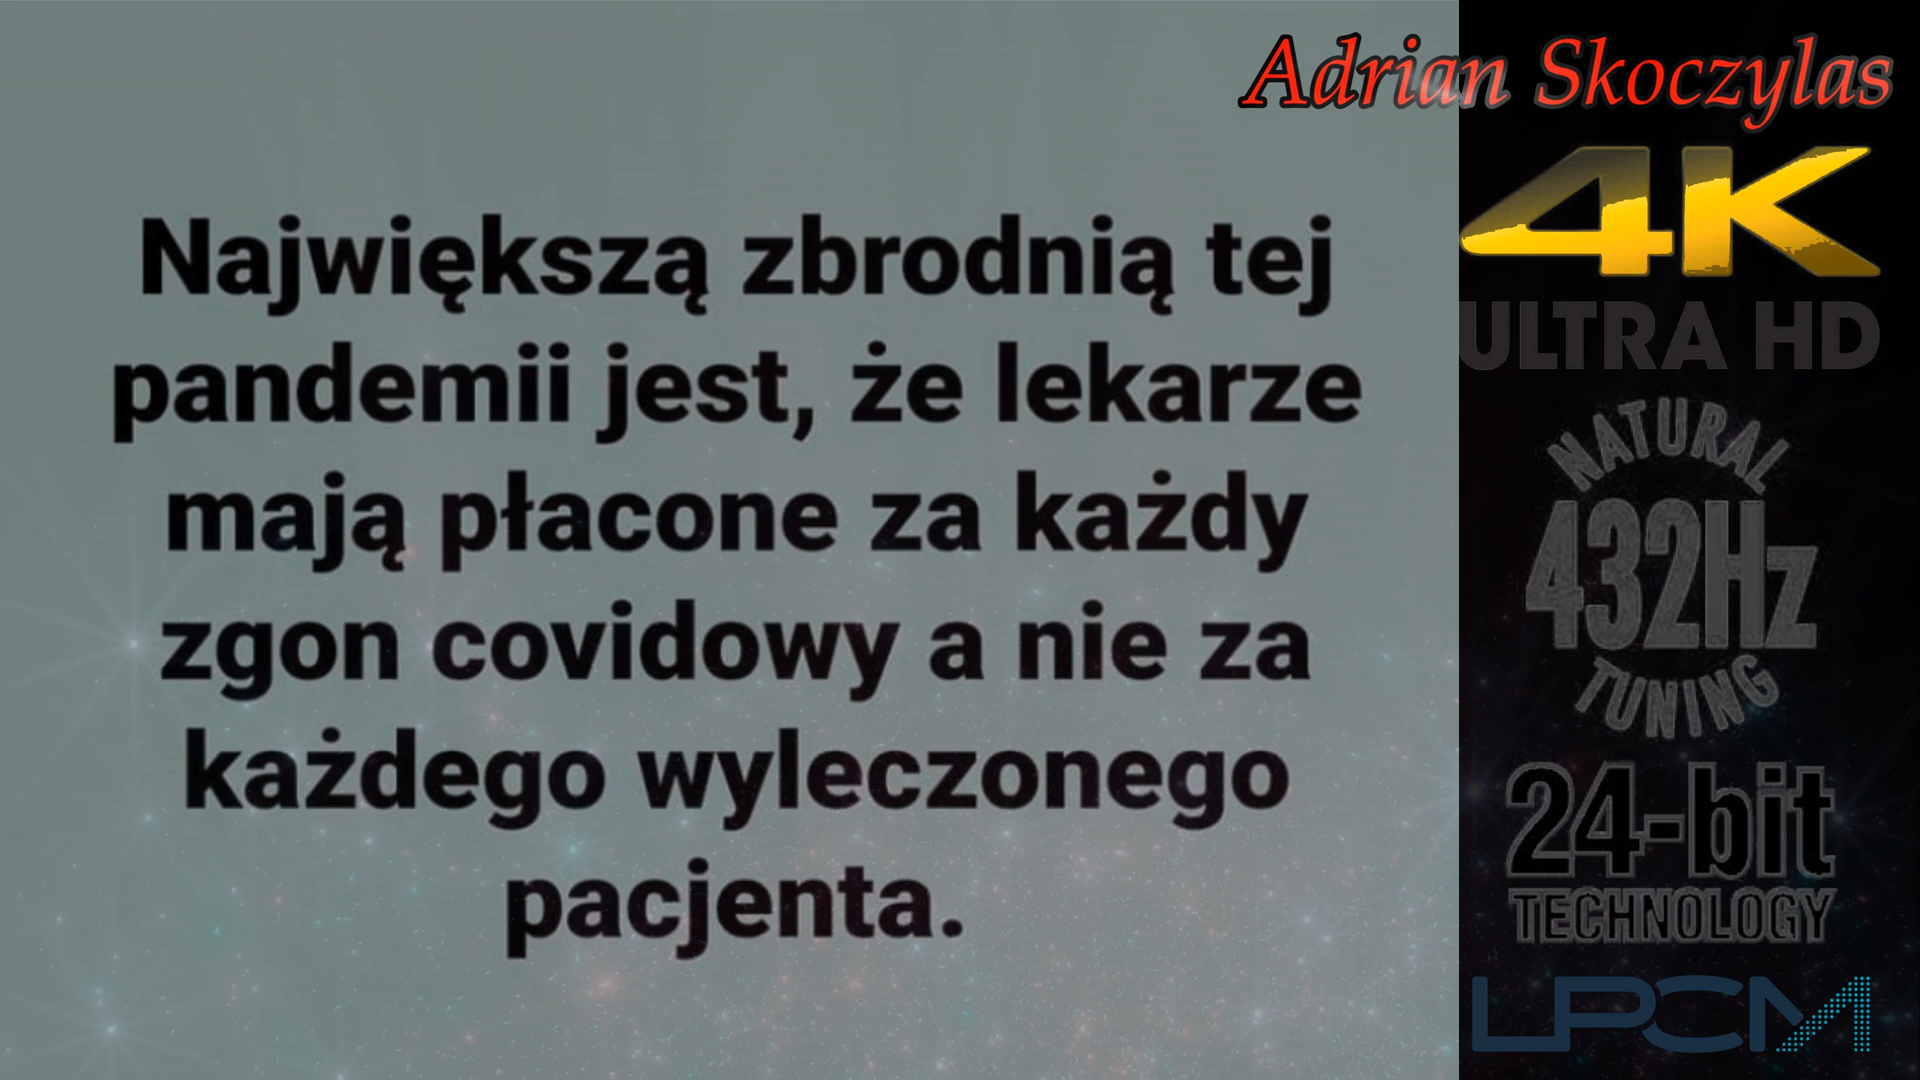 Adrian Skoczylas
Największą zbrodnią tej
pandemii jest, że lekarze
mają płacone za każdy
zgon covidowy a nie za
każdego wyleczonego
pacjenta.
4K
ULTRA HD
NATURAL
432Hz
TUNING
24-bit
TECHNOLOGY
LPCM